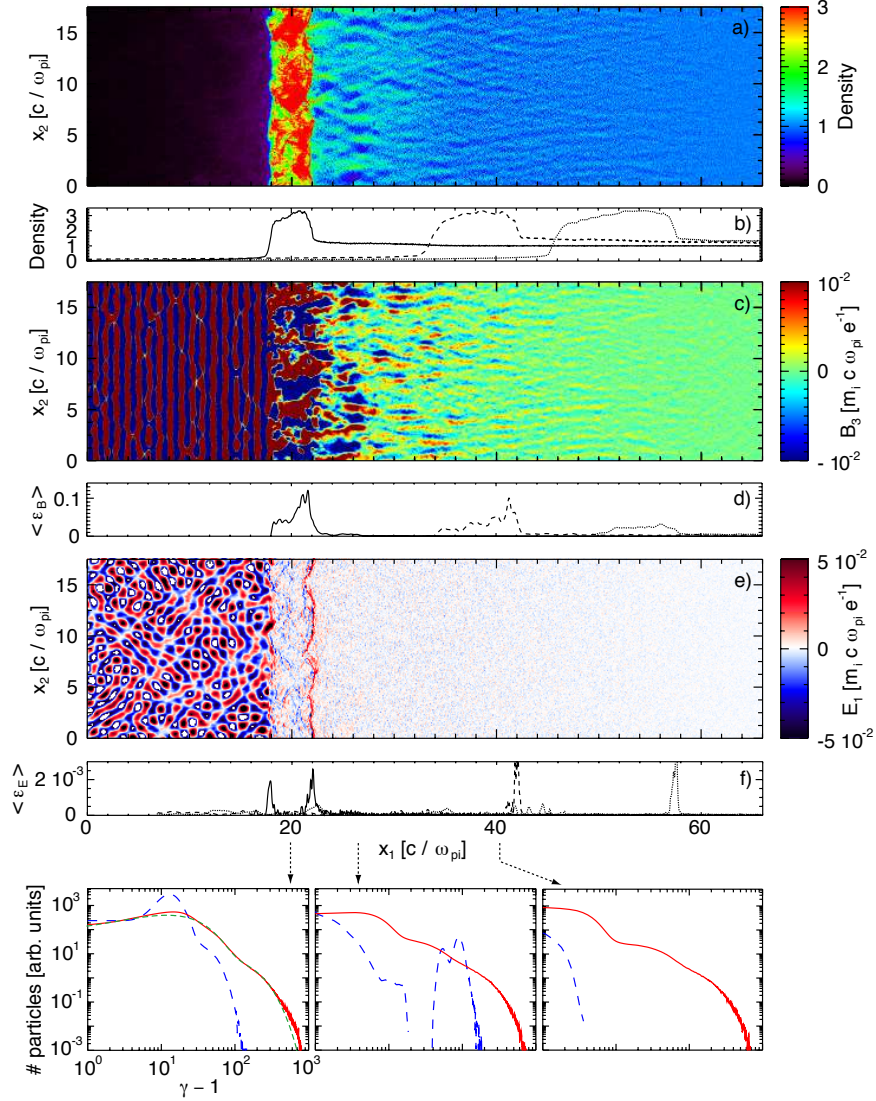 a)
x₂ [c / ω_pi]
15
10
5
0
3
2
1
0
Density
b)
Density
3
2
1
0
c)
x₂ [c / ω_pi]
15
10
5
0
10⁻²
0
- 10⁻²
B₃ [m_i c ω_pi e⁻¹]
d)
< ε_B >
0.1
0
e)
x₂ [c / ω_pi]
15
10
5
0
5 10⁻²
0
-5 10⁻²
E₁ [m_i c ω_pi e⁻¹]
f)
< ε_E >
2 10⁻³
0
0 20 40 60
x₁ [c / ω_pi]
# particles [arb. units]
10³
10¹
10⁻¹
10⁻³
10⁰ 10¹ 10² 10³
γ − 1